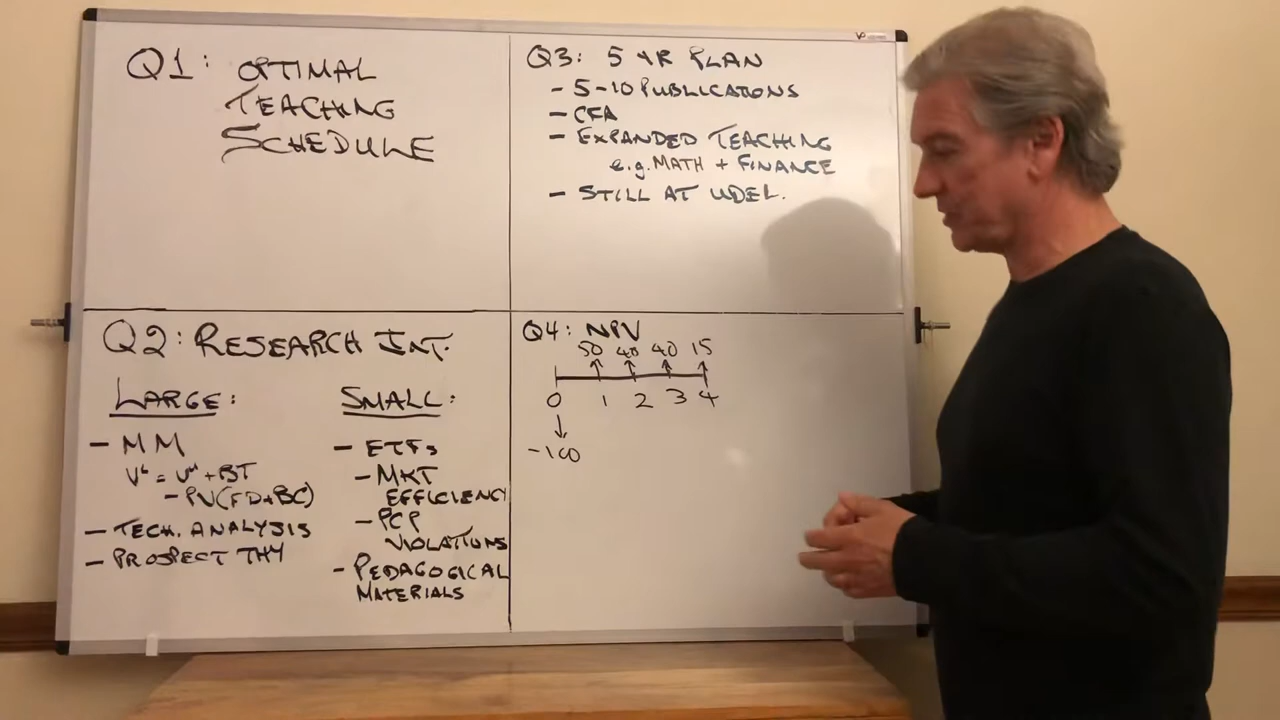 Q1: OPTIMAL
TEACHING
SCHEDULE
Q2: RESEARCH INT.
LARGE:
- MM
V^L = V^U + BT
- PV(FD+BC)
- TECH. ANALYSIS
- PROSPECT THY
SMALL:
- ETFs
- MKT
EFFICIENCY
- PCP
VIOLATIONS
- PEDAGOGICAL
MATERIALS
Q3: 5 YR PLAN
- 5-10 PUBLICATIONS
- CFA
- EXPANDED TEACHING
e.g. MATH + FINANCE
- STILL AT UDEL.
Q4: NPV
50 40 40 15
0 1 2 3 4
-100